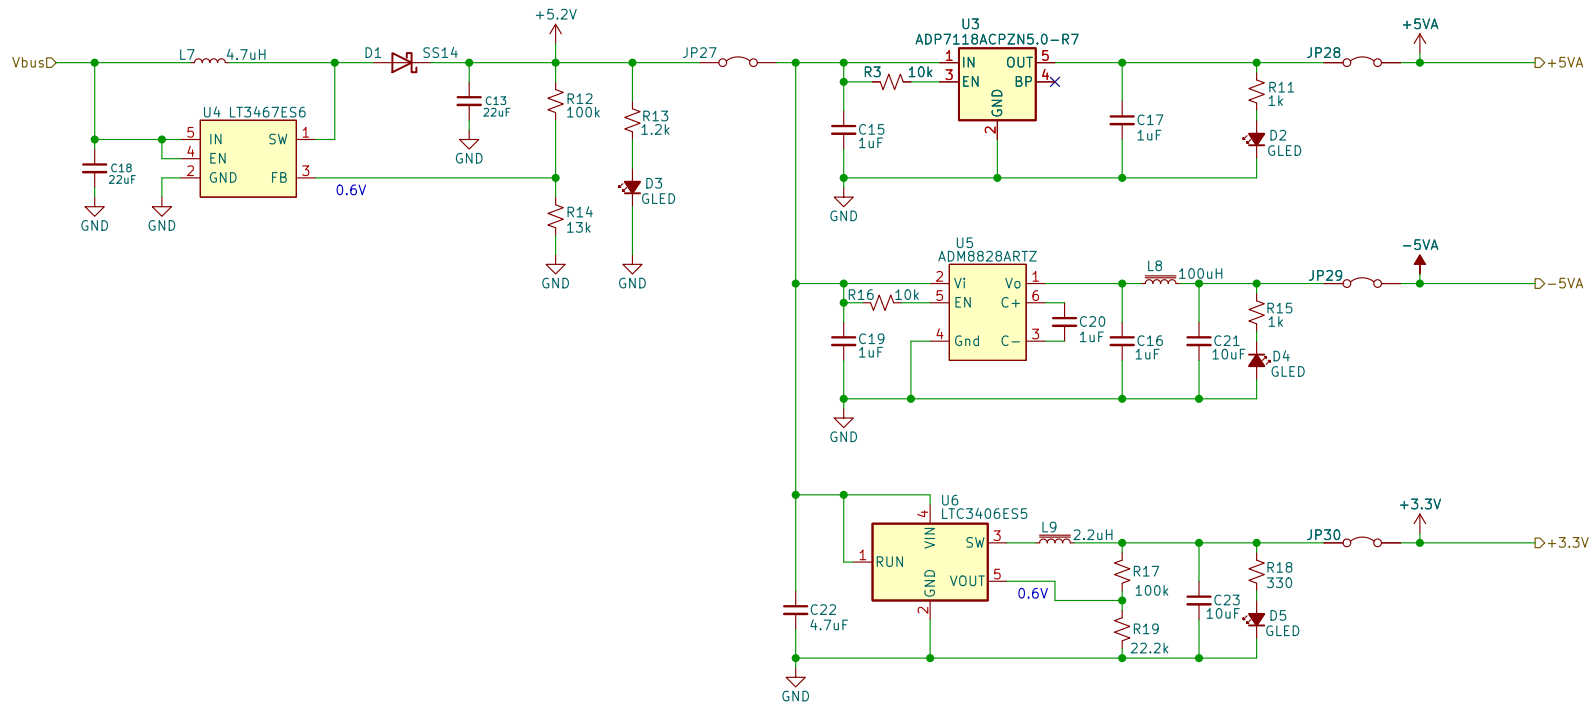 Vbus
L7
4.7uH
D1
SS14
+5.2V
U4 LT3467ES6
5
IN
SW
1
4
EN
2
GND
FB
3
0.6V
C18
22uF
GND
GND
C13
22uF
GND
R12
100k
R14
13k
GND
R13
1.2k
D3
GLED
GND
JP27
U3
ADP7118ACPZN5.0-R7
1
IN
OUT
5
3
EN
BP
4
GND
2
R3
10k
C15
1uF
GND
C17
1uF
R11
1k
D2
GLED
JP28
+5VA
+5VA
U5
ADM8828ARTZ
2
Vi
Vo
1
5
EN
C+
6
4
Gnd
C-
3
R16
10k
C19
1uF
GND
C20
1uF
C16
1uF
L8
100uH
C21
10uF
R15
1k
D4
GLED
JP29
-5VA
-5VA
U6
LTC3406ES5
4
VIN
SW
3
1
RUN
VOUT
5
GND
2
0.6V
L9
2.2uH
R17
100k
R19
22.2k
C22
4.7uF
GND
C23
10uF
R18
330
D5
GLED
JP30
+3.3V
+3.3V